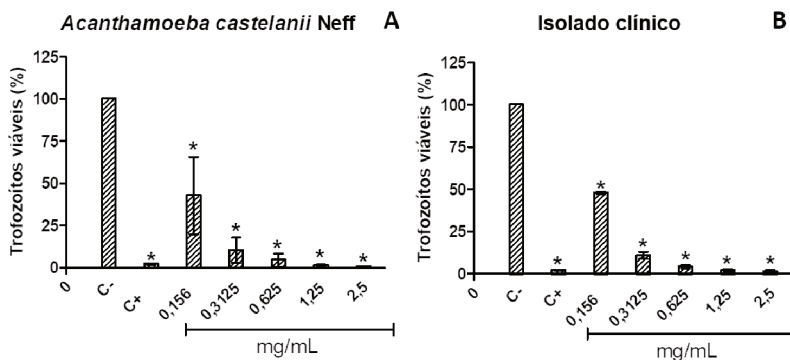 Acanthamoeba castelanii Neff
A
Trofozoítos viáveis (%)
100
75
50
25
0
*
*
*
*
*
*
0
C-
C+
0,156
0,3125
0,625
1,25
2,5
mg/mL
Isolado clínico
B
Trofozoítos viáveis (%)
125
100
75
50
25
0
*
*
*
*
*
*
0
C-
C+
0,156
0,3125
0,625
1,25
2,5
mg/mL